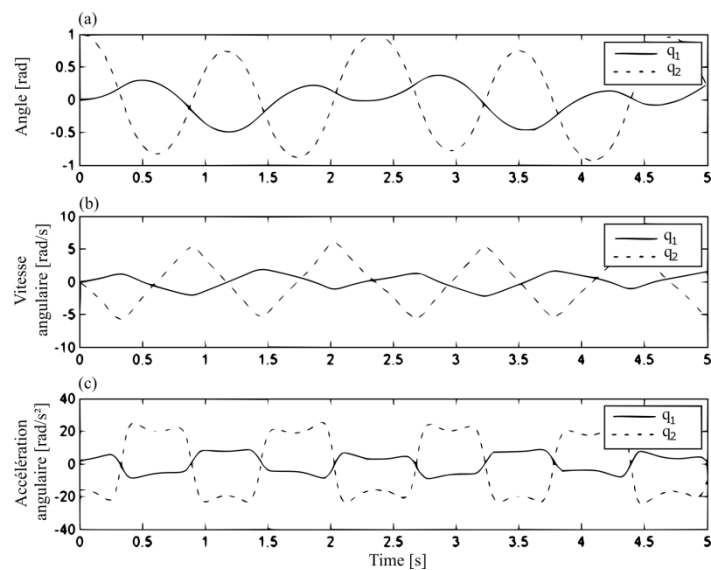 (a)
Angle [rad]
1
0.5
0
-0.5
-1
q1
q2
0 0.5 1 1.5 2 2.5 3 3.5 4 4.5 5
(b)
Vitesse
angulaire [rad/s]
10
5
0
-5
-10
q1
q2
0 0.5 1 1.5 2 2.5 3 3.5 4 4.5 5
(c)
Accélération
angulaire [rad/s²]
40
20
0
-20
-40
q1
q2
0 0.5 1 1.5 2 2.5 3 3.5 4 4.5 5
Time [s]